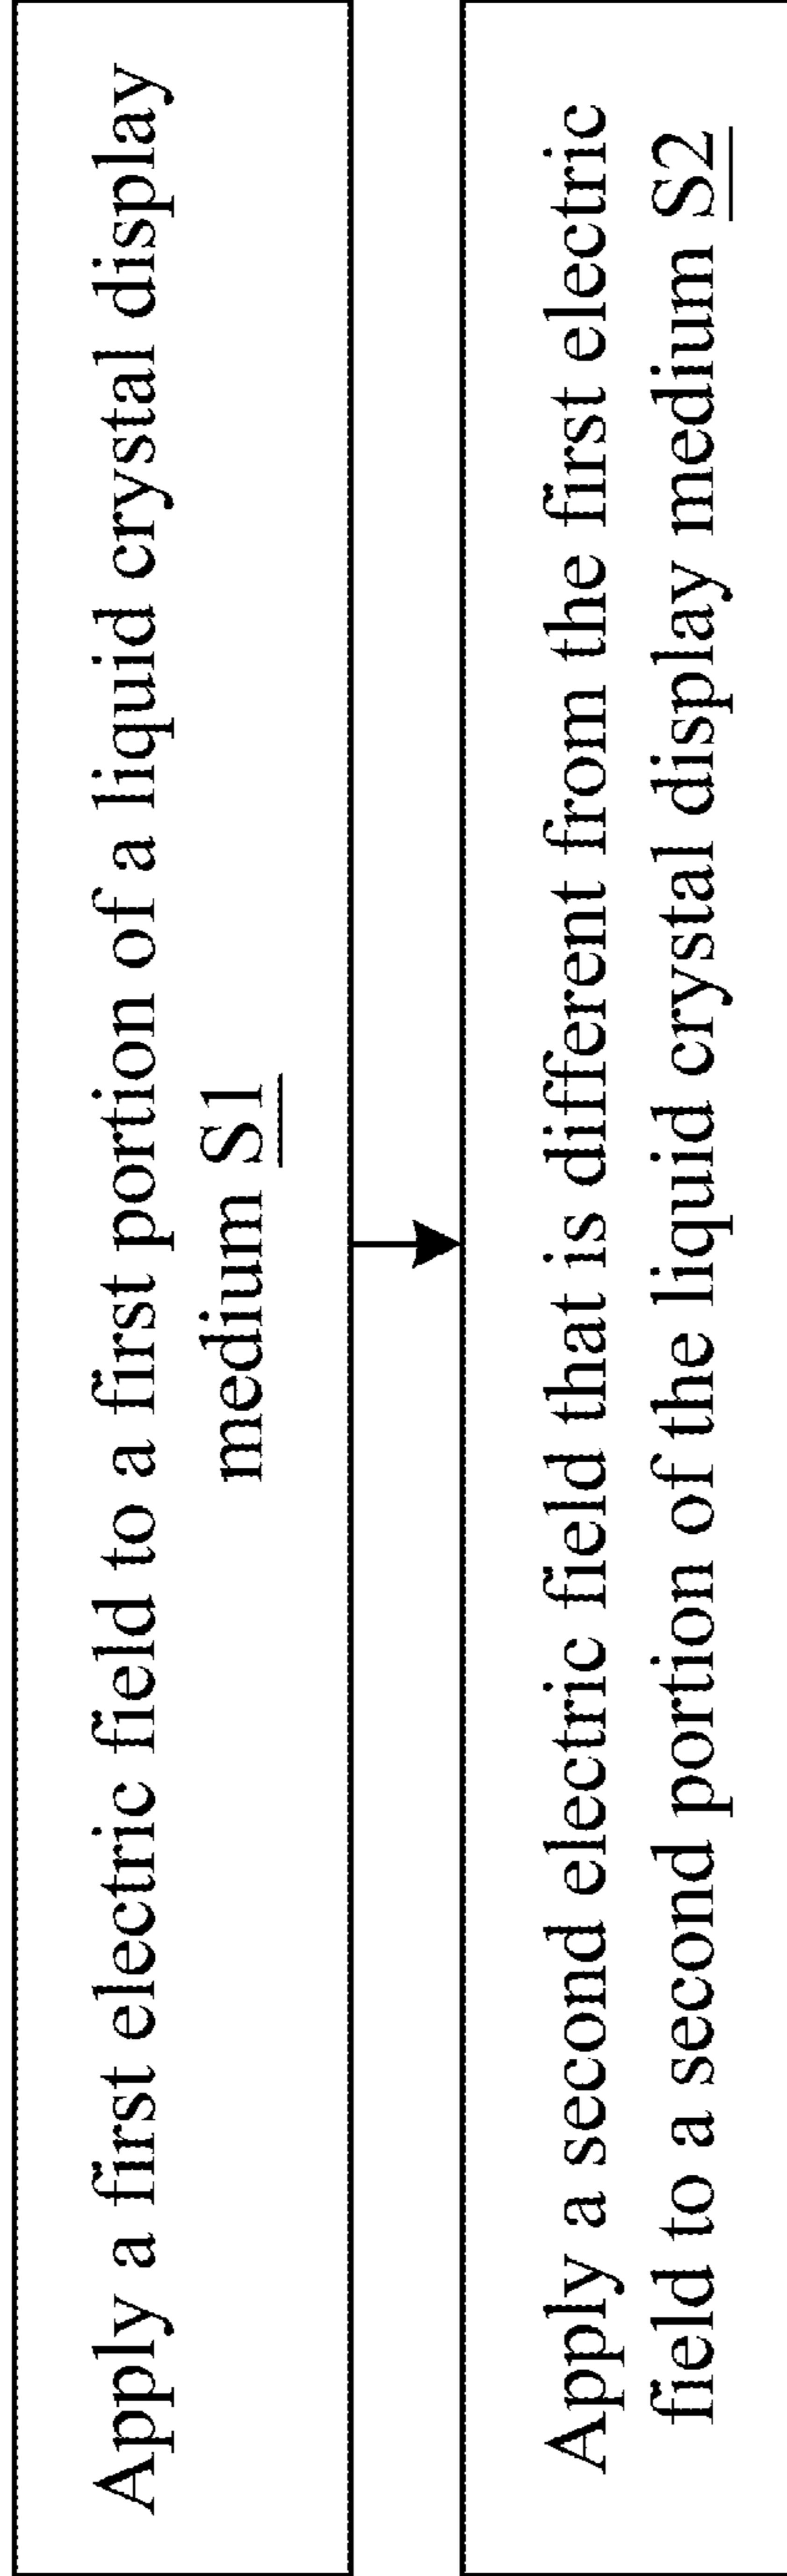 Apply a first electric field to a first portion of a liquid crystal display
medium S1
Apply a second electric field that is different from the first electric
field to a second portion of the liquid crystal display medium S2